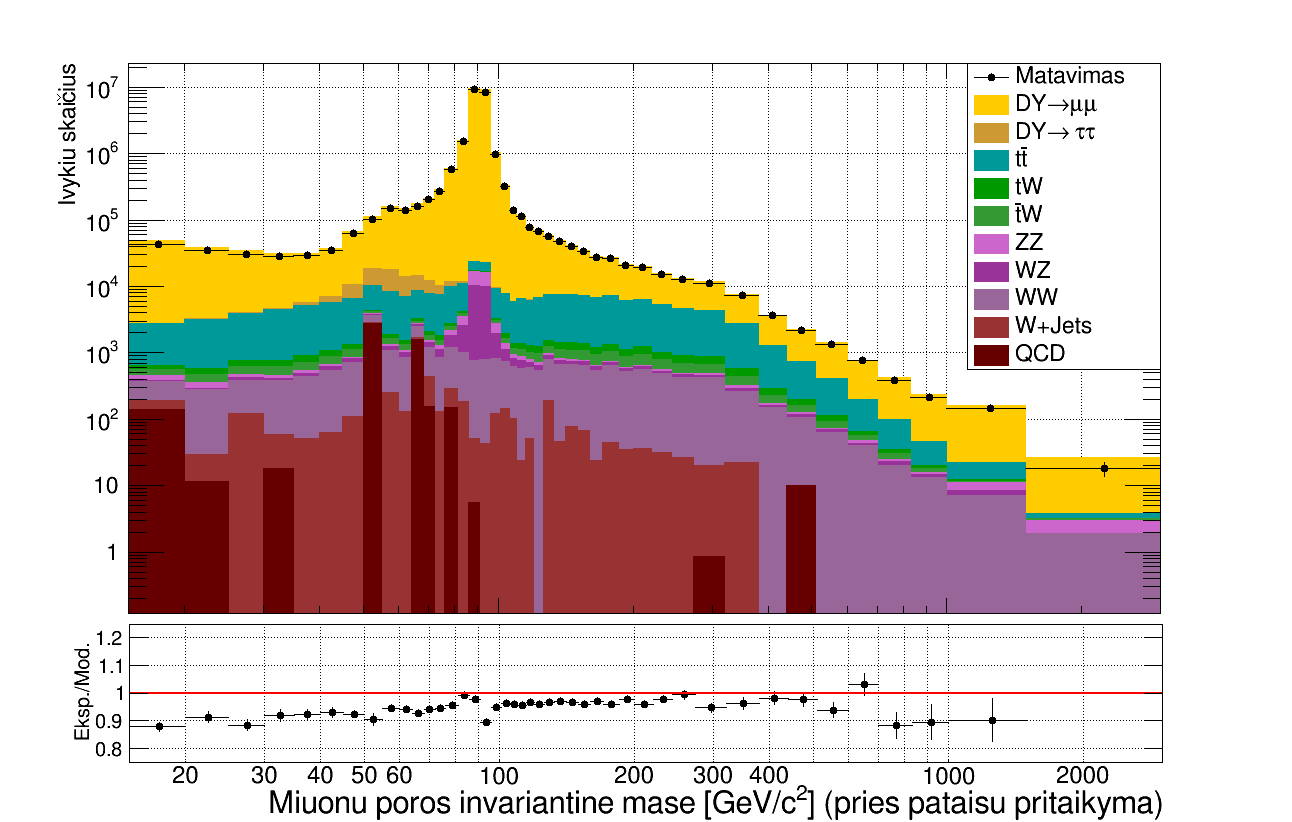 Ivykiu skaičius
10⁷
10⁶
10⁵
10⁴
10³
10²
10
1
Matavimas
DY→μμ
DY→ ττ
tt̄
tW
t̄W
ZZ
WZ
WW
W+Jets
QCD
Eksp./Mod.
1.2
1.1
1
0.9
0.8
20 30 40 50 60 100 200 300 400 1000 2000
Miuonu poros invariantine mase [GeV/c²] (pries pataisu pritaikyma)